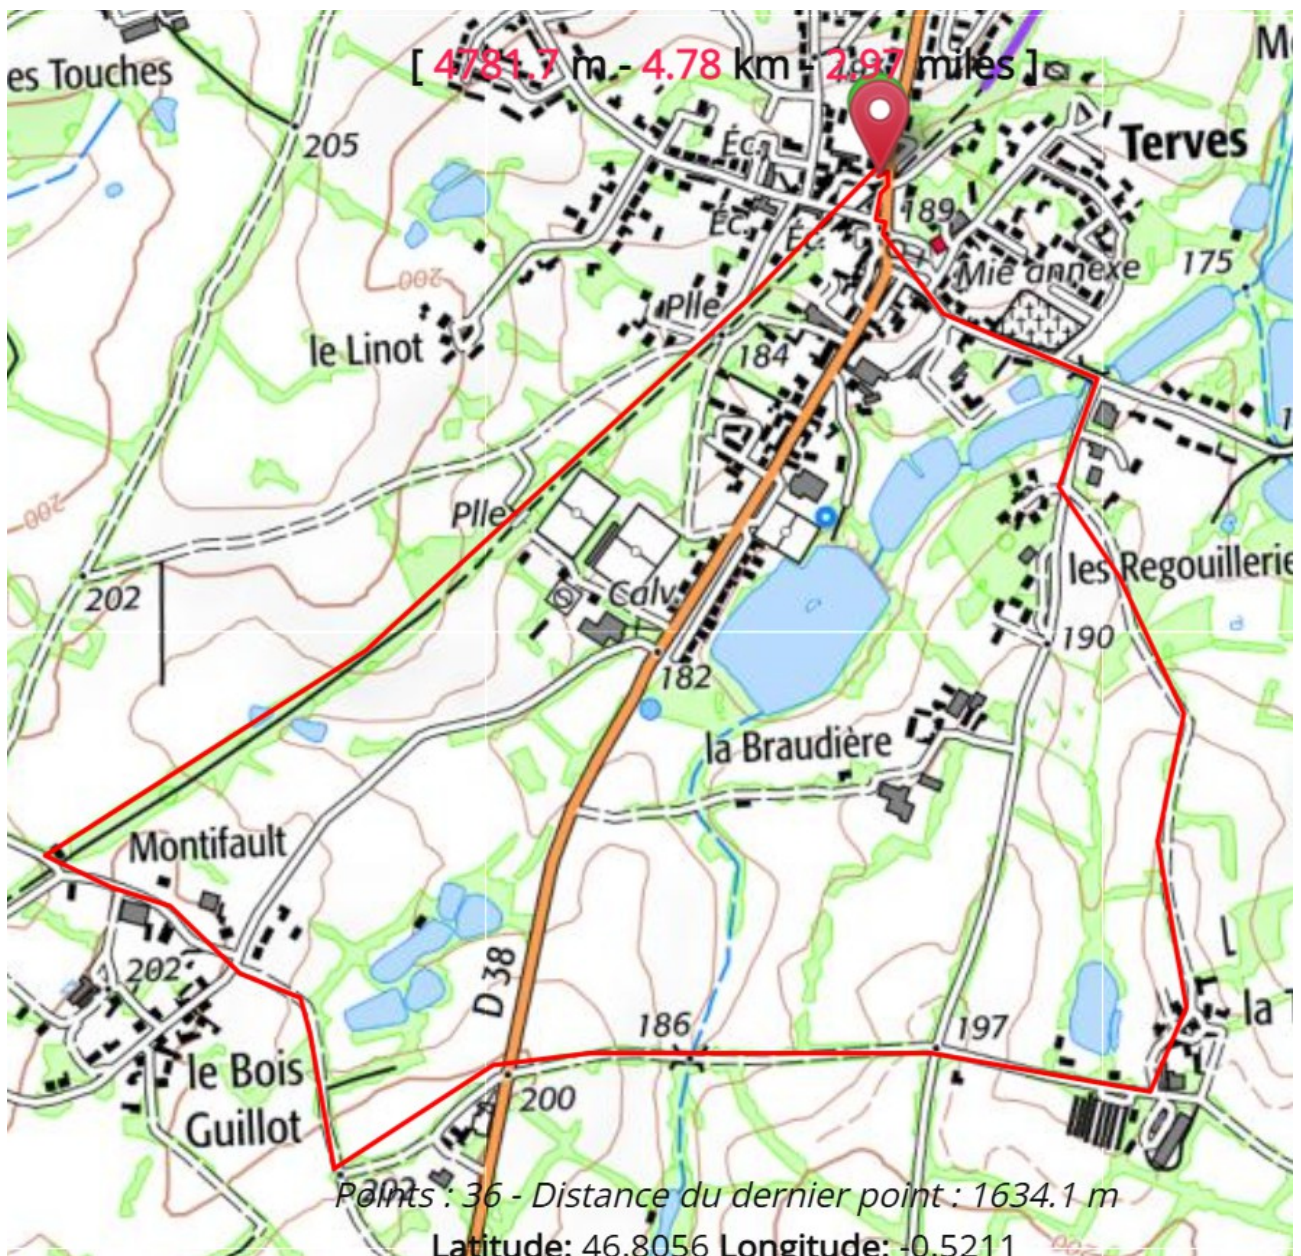 M
[ 4781.7 m - 4.78 km - 2.97 miles ]
es Touches
205
Éc.
Terves
Éc.
189
Éc.
200
Mie annexe
175
Plle
le Linot
184
200
Plle
les Regouillerie
202
Calv.
190
182
la Braudière
Montifault
202
D 38
186
197
la T
le Bois
Guillot
200
202
Points : 36 - Distance du dernier point : 1634.1 m
Latitude: 46.8056 Longitude: -0.5211